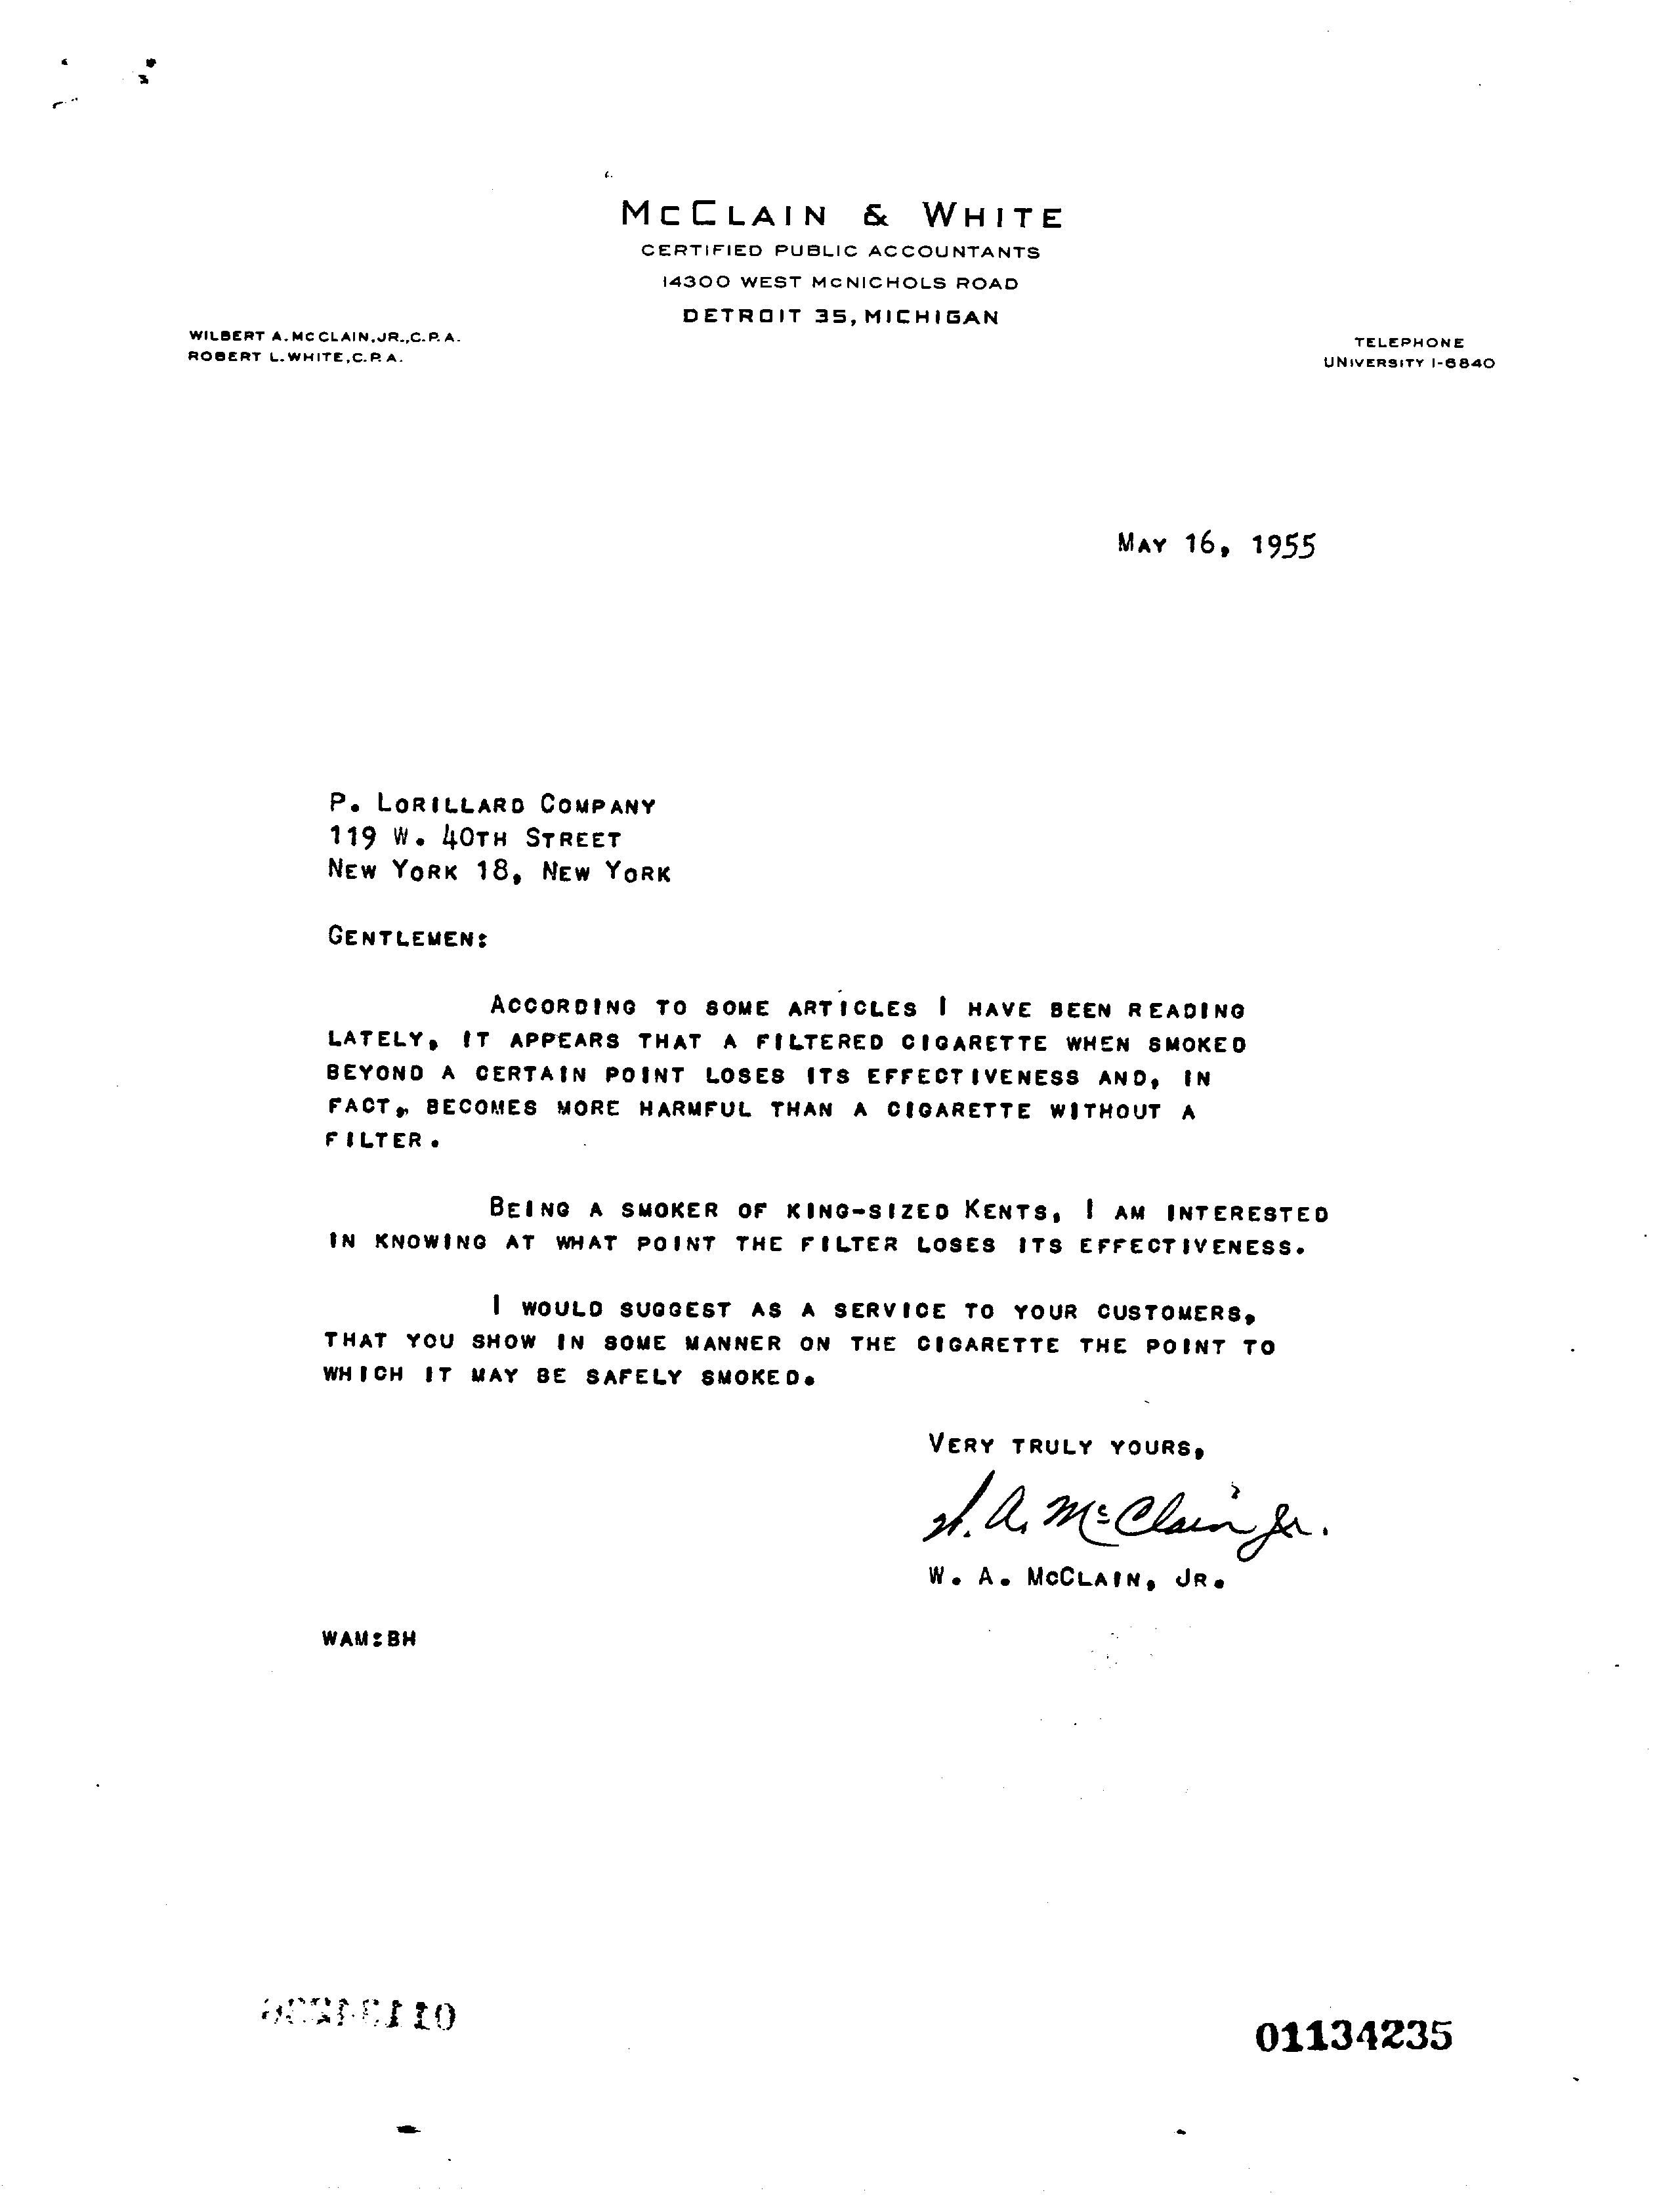 McCLAIN & WHITE
CERTIFIED PUBLIC ACCOUNTANTS
14300 WEST McNICHOLS ROAD
DETROIT 35, MICHIGAN
WILBERT A. McCLAIN, JR., C.P.A.
ROBERT L. WHITE, C.P.A.
TELEPHONE
UNIVERSITY 1-6840
MAY 16, 1955
P. LORILLARD COMPANY
119 W. 40TH STREET
NEW YORK 18, NEW YORK
GENTLEMEN:
ACCORDING TO SOME ARTICLES I HAVE BEEN READING
LATELY, IT APPEARS THAT A FILTERED CIGARETTE WHEN SMOKED
BEYOND A CERTAIN POINT LOSES ITS EFFECTIVENESS AND, IN
FACT, BECOMES MORE HARMFUL THAN A CIGARETTE WITHOUT A
FILTER.
BEING A SMOKER OF KING-SIZED KENTS, I AM INTERESTED
IN KNOWING AT WHAT POINT THE FILTER LOSES ITS EFFECTIVENESS.
I WOULD SUGGEST AS A SERVICE TO YOUR CUSTOMERS,
THAT YOU SHOW IN SOME MANNER ON THE CIGARETTE THE POINT TO
WHICH IT MAY BE SAFELY SMOKED.
VERY TRULY YOURS,
W. A. McClain Jr.
W. A. McCLAIN, JR.
WAM:BH
01134235